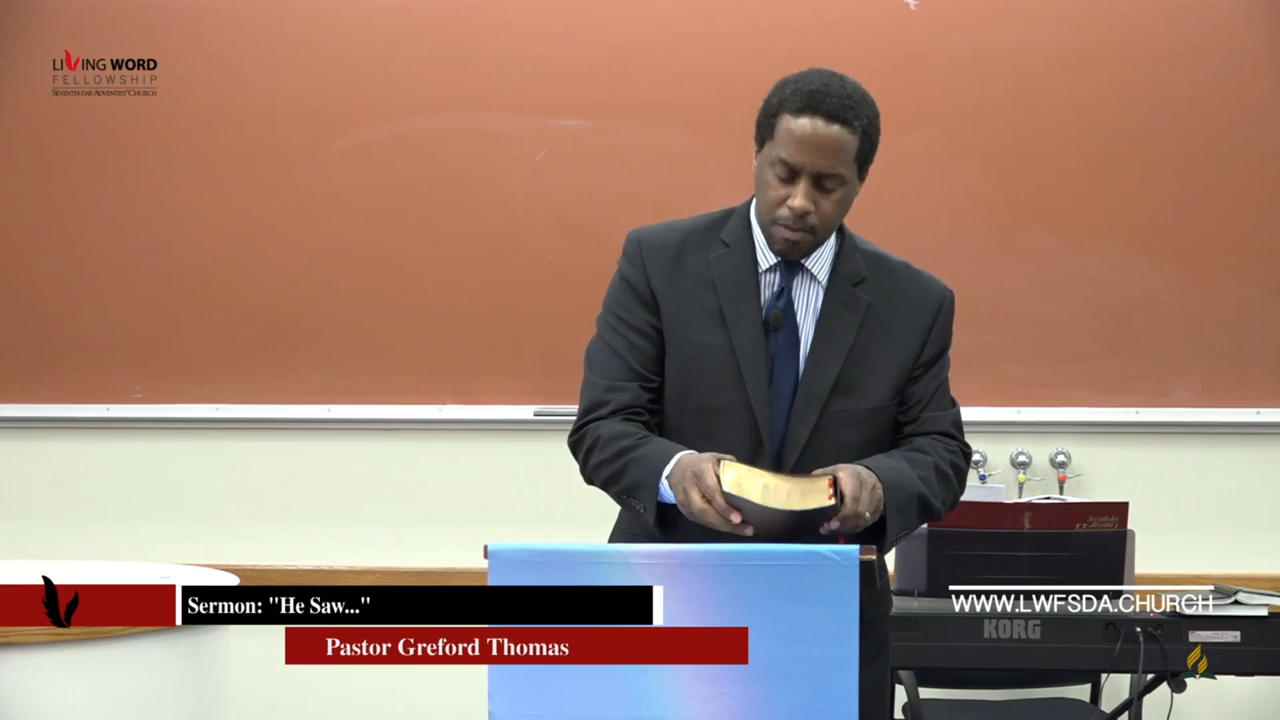 LIVING WORD
FELLOWSHIP
SEVENTH-DAY ADVENTIST CHURCH
Sermon: "He Saw..."
Pastor Greford Thomas
WWW.LWFSDA.CHURCH
KORG